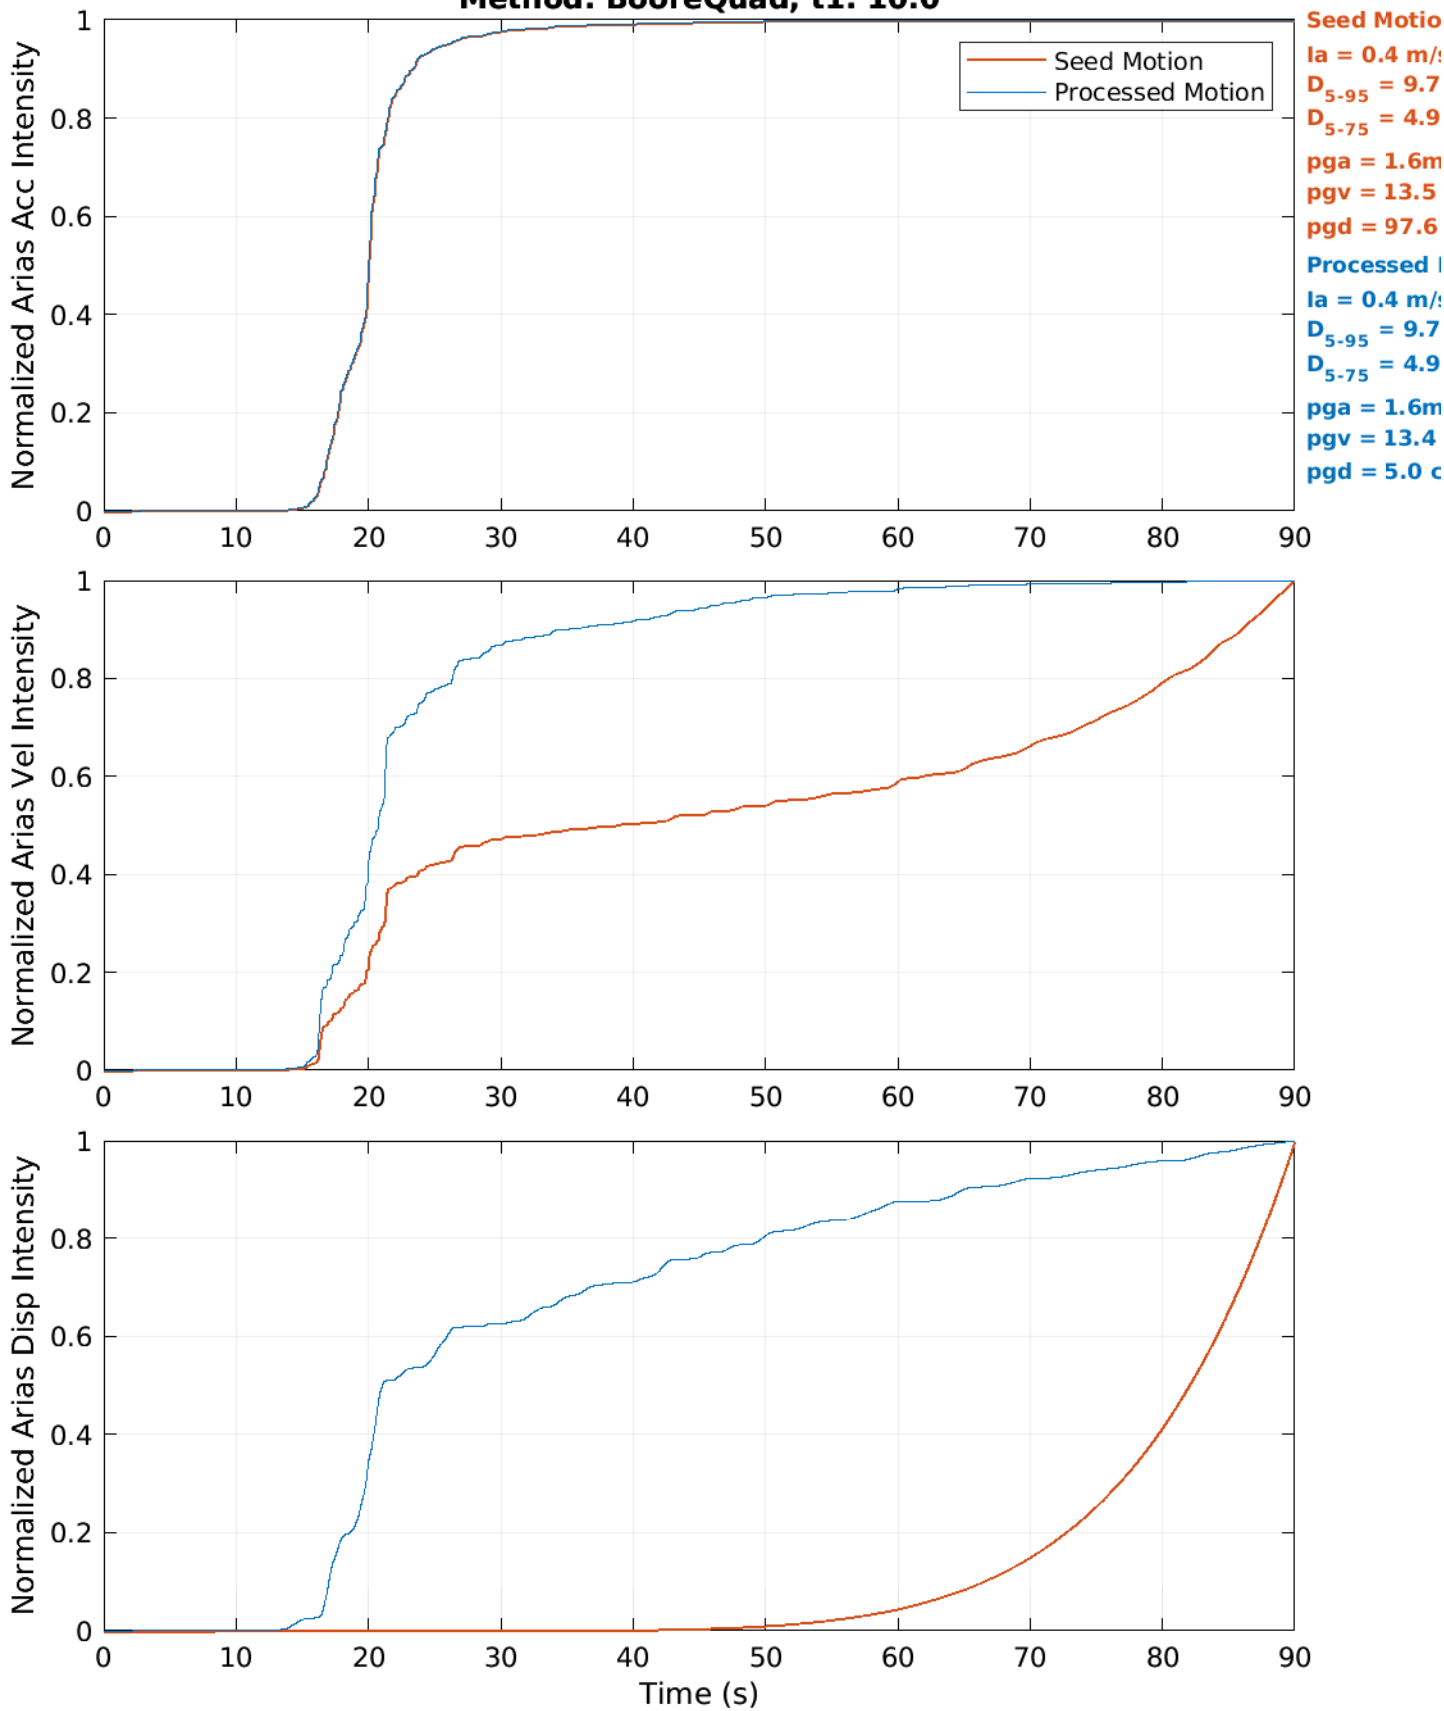 Method: BooreQuad, t1: 10.0
Seed Motio
Ia = 0.4 m/s
D5-95 = 9.7
D5-75 = 4.9
pga = 1.6m
pgv = 13.5
pgd = 97.6
Processed
Ia = 0.4 m/s
D5-95 = 9.7
D5-75 = 4.9
pga = 1.6m
pgv = 13.4
pgd = 5.0 c
Seed Motion
Processed Motion
Normalized Arias Acc Intensity
1
0.8
0.6
0.4
0.2
0
0 10 20 30 40 50 60 70 80 90
Normalized Arias Vel Intensity
1
0.8
0.6
0.4
0.2
0
0 10 20 30 40 50 60 70 80 90
Normalized Arias Disp Intensity
1
0.8
0.6
0.4
0.2
0
0 10 20 30 40 50 60 70 80 90
Time (s)